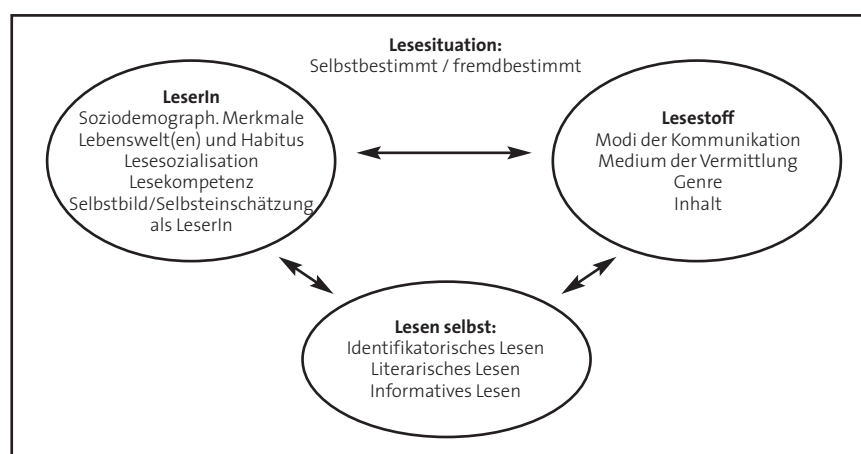 Lesesituation:
Selbstbestimmt / fremdbestimmt
LeserIn
Soziodemograph. Merkmale
Lebenswelt(en) und Habitus
Lesesozialisation
Lesekompetenz
Selbstbild/Selbsteinschätzung
als LeserIn
Lesestoff
Modi der Kommunikation
Medium der Vermittlung
Genre
Inhalt
Lesen selbst:
Identifikatorisches Lesen
Literarisches Lesen
Informatives Lesen